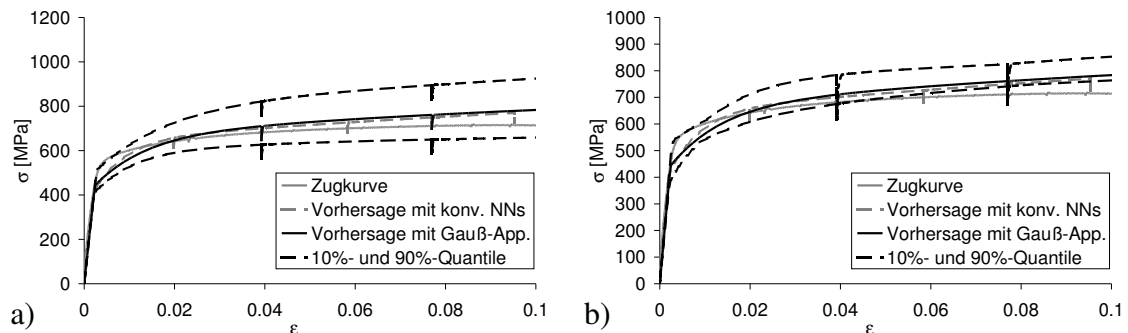 1200
1000
800
600
400
200
0
σ [MPa]
0
0.02
0.04
0.06
0.08
0.1
ε
Zugkurve
Vorhersage mit konv. NNs
Vorhersage mit Gauß-App.
10%- und 90%-Quantile
a)
1000
900
800
700
600
500
400
300
200
100
0
σ [MPa]
0
0.02
0.04
0.06
0.08
0.1
ε
Zugkurve
Vorhersage mit konv. NNs
Vorhersage mit Gauß-App.
10%- und 90%-Quantile
b)